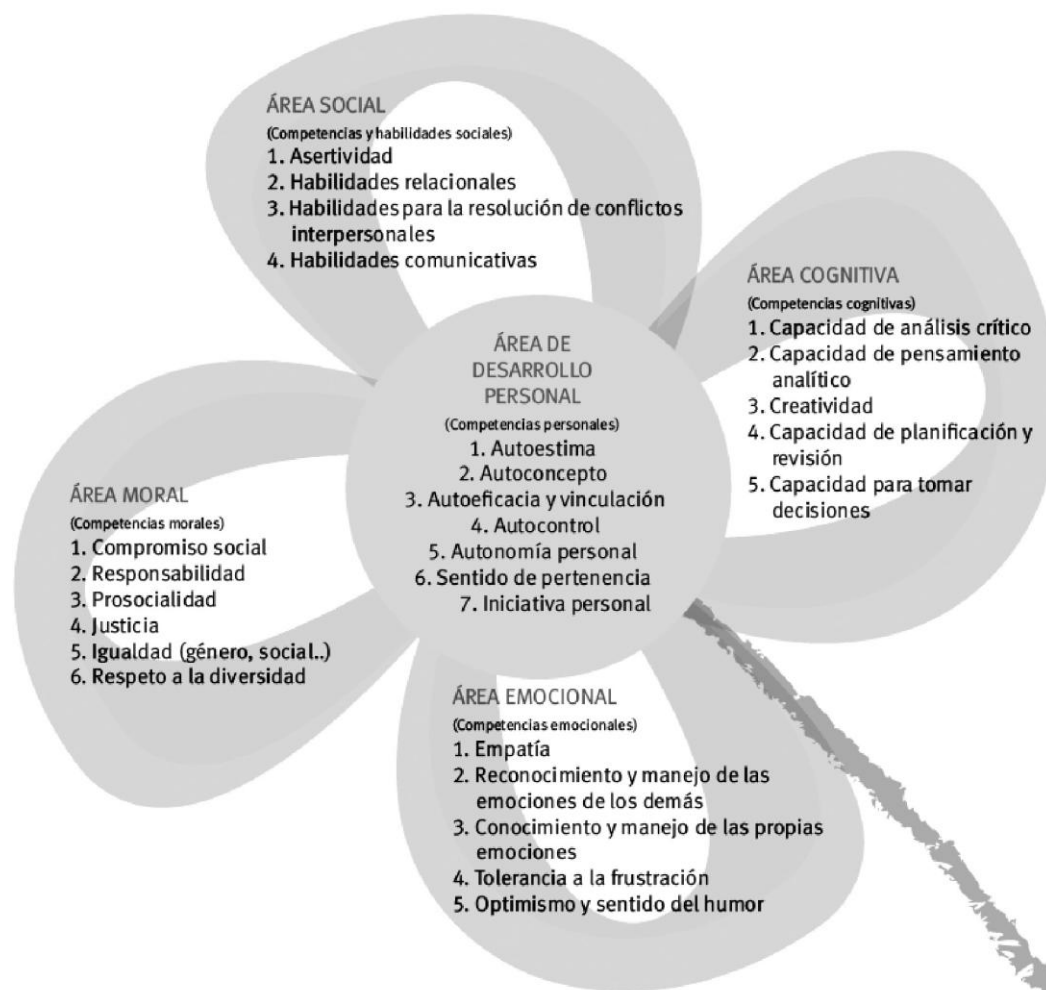 ÁREA SOCIAL
(Competencias y habilidades sociales)
1. Asertividad
2. Habilidades relacionales
3. Habilidades para la resolución de conflictos
interpersonales
4. Habilidades comunicativas
ÁREA COGNITIVA
(Competencias cognitivas)
1. Capacidad de análisis crítico
2. Capacidad de pensamiento
analítico
3. Creatividad
4. Capacidad de planificación y
revisión
5. Capacidad para tomar
decisiones
ÁREA DE
DESARROLLO
PERSONAL
(Competencias personales)
1. Autoestima
2. Autoconcepto
3. Autoeficacia y vinculación
4. Autocontrol
5. Autonomía personal
6. Sentido de pertenencia
7. Iniciativa personal
ÁREA MORAL
(Competencias morales)
1. Compromiso social
2. Responsabilidad
3. Prosocialidad
4. Justicia
5. Igualdad (género, social..)
6. Respeto a la diversidad
ÁREA EMOCIONAL
(Competencias emocionales)
1. Empatía
2. Reconocimiento y manejo de las
emociones de los demás
3. Conocimiento y manejo de las propias
emociones
4. Tolerancia a la frustración
5. Optimismo y sentido del humor